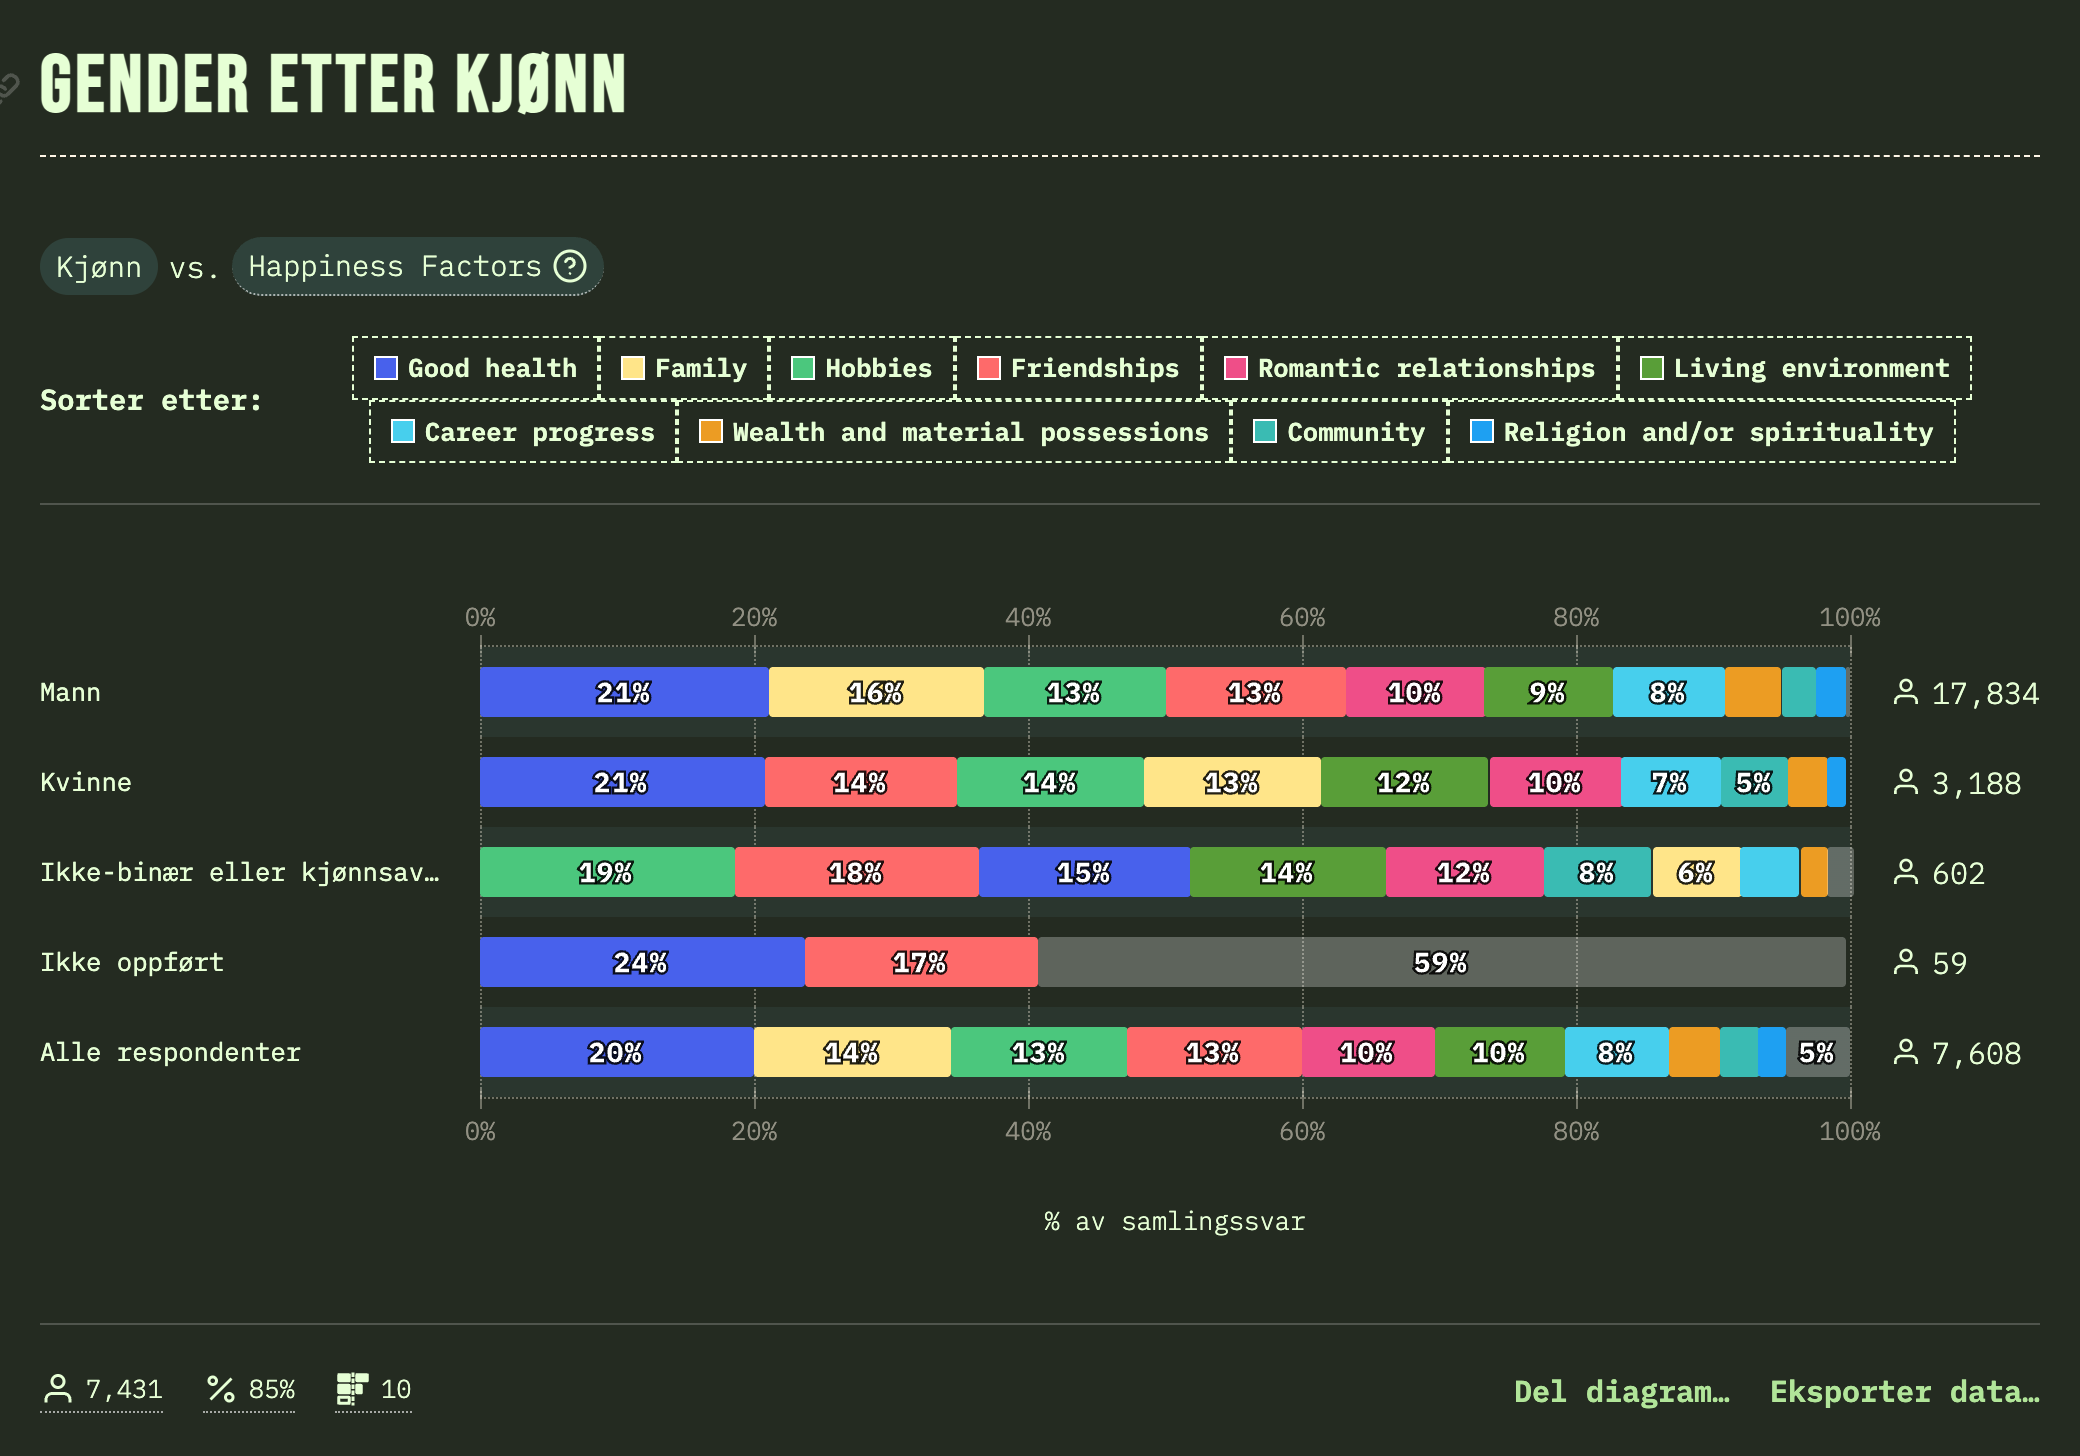 GENDER ETTER KJØNN
Kjønn vs. Happiness Factors ?
Sorter etter:
Good health Family Hobbies Friendships Romantic relationships Living environment
Career progress Wealth and material possessions Community Religion and/or spirituality
0% 20% 40% 60% 80% 100%
Mann 21% 16% 13% 13% 10% 9% 8% 17,834
Kvinne 21% 14% 14% 13% 12% 10% 7% 5% 3,188
Ikke-binær eller kjønnsav… 19% 18% 15% 14% 12% 8% 6% 602
Ikke oppført 24% 17% 59% 59
Alle respondenter 20% 14% 13% 13% 10% 10% 8% 5% 7,608
0% 20% 40% 60% 80% 100%
% av samlingssvar
7,431 85% 10 Del diagram… Eksporter data…